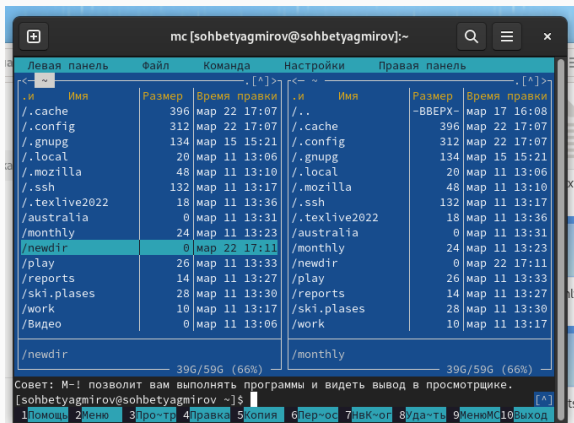 mc [sohbetyagmirov@sohbetyagmirov]:~
Левая панель Файл Команда Настройки Правая панель
<- ~ .[^]> <- ~ .[^]>
.и Имя Размер Время правки .и Имя Размер Время правки
/.cache 396 мар 22 17:07 /.. -ВВЕРХ- мар 17 16:08
/.config 312 мар 22 17:07 /.cache 396 мар 22 17:07
/.gnupg 134 мар 15 15:21 /.config 312 мар 22 17:07
/.local 20 мар 11 13:06 /.gnupg 134 мар 15 15:21
/.mozilla 48 мар 11 13:10 /.local 20 мар 11 13:06
/.ssh 132 мар 11 13:17 /.mozilla 48 мар 11 13:10
/.texlive2022 18 мар 11 13:36 /.ssh 132 мар 11 13:17
/australia 0 мар 11 13:31 /.texlive2022 18 мар 11 13:36
/monthly 24 мар 11 13:23 /australia 0 мар 11 13:31
/newdir 0 мар 22 17:11 /monthly 24 мар 11 13:23
/play 26 мар 11 13:33 /newdir 0 мар 22 17:11
/reports 14 мар 11 13:27 /play 26 мар 11 13:33
/ski.plases 28 мар 11 13:30 /reports 14 мар 11 13:27
/work 10 мар 11 13:17 /ski.plases 28 мар 11 13:30
/Видео 0 мар 11 13:06 /work 10 мар 11 13:17
/newdir /monthly
39G/59G (66%) 39G/59G (66%)
Совет: M-! позволит вам выполнять программы и видеть вывод в просмотрщике.
[sohbetyagmirov@sohbetyagmirov ~]$ [^]
1Помощь 2Меню 3Про~тр 4Правка 5Копия 6Пер~ос 7НвК~ог 8Уда~ть 9МенюМС 10Выход